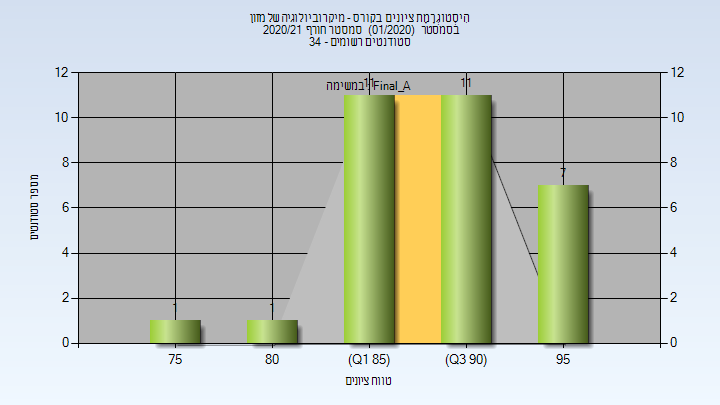 היסטוגרמת ציונים בקורס - מיקרוביולוגיה של מזון
בסמסטר (01/2020) סמסטר חורף 2020/21
סטודנטים רשומים - 34
במשימה: Final_A
12 12
10 10
8 8
6 6
4 4
2 2
0 0
1 1 11 11 7
75 80 (Q1 85) (Q3 90) 95
מספר סטודנטים
טווח ציונים